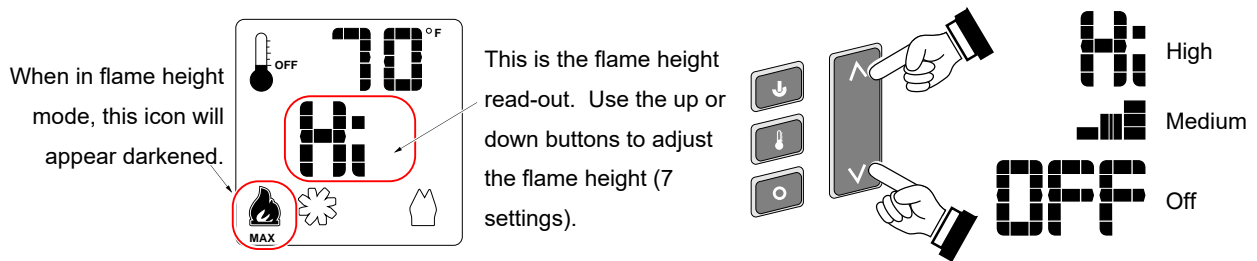 When in flame height
mode, this icon will
appear darkened.
70 °F
OFF
Hi
MAX
This is the flame height
read-out. Use the up or
down buttons to adjust
the flame height (7
settings).
Hi High
Medium
OFF Off